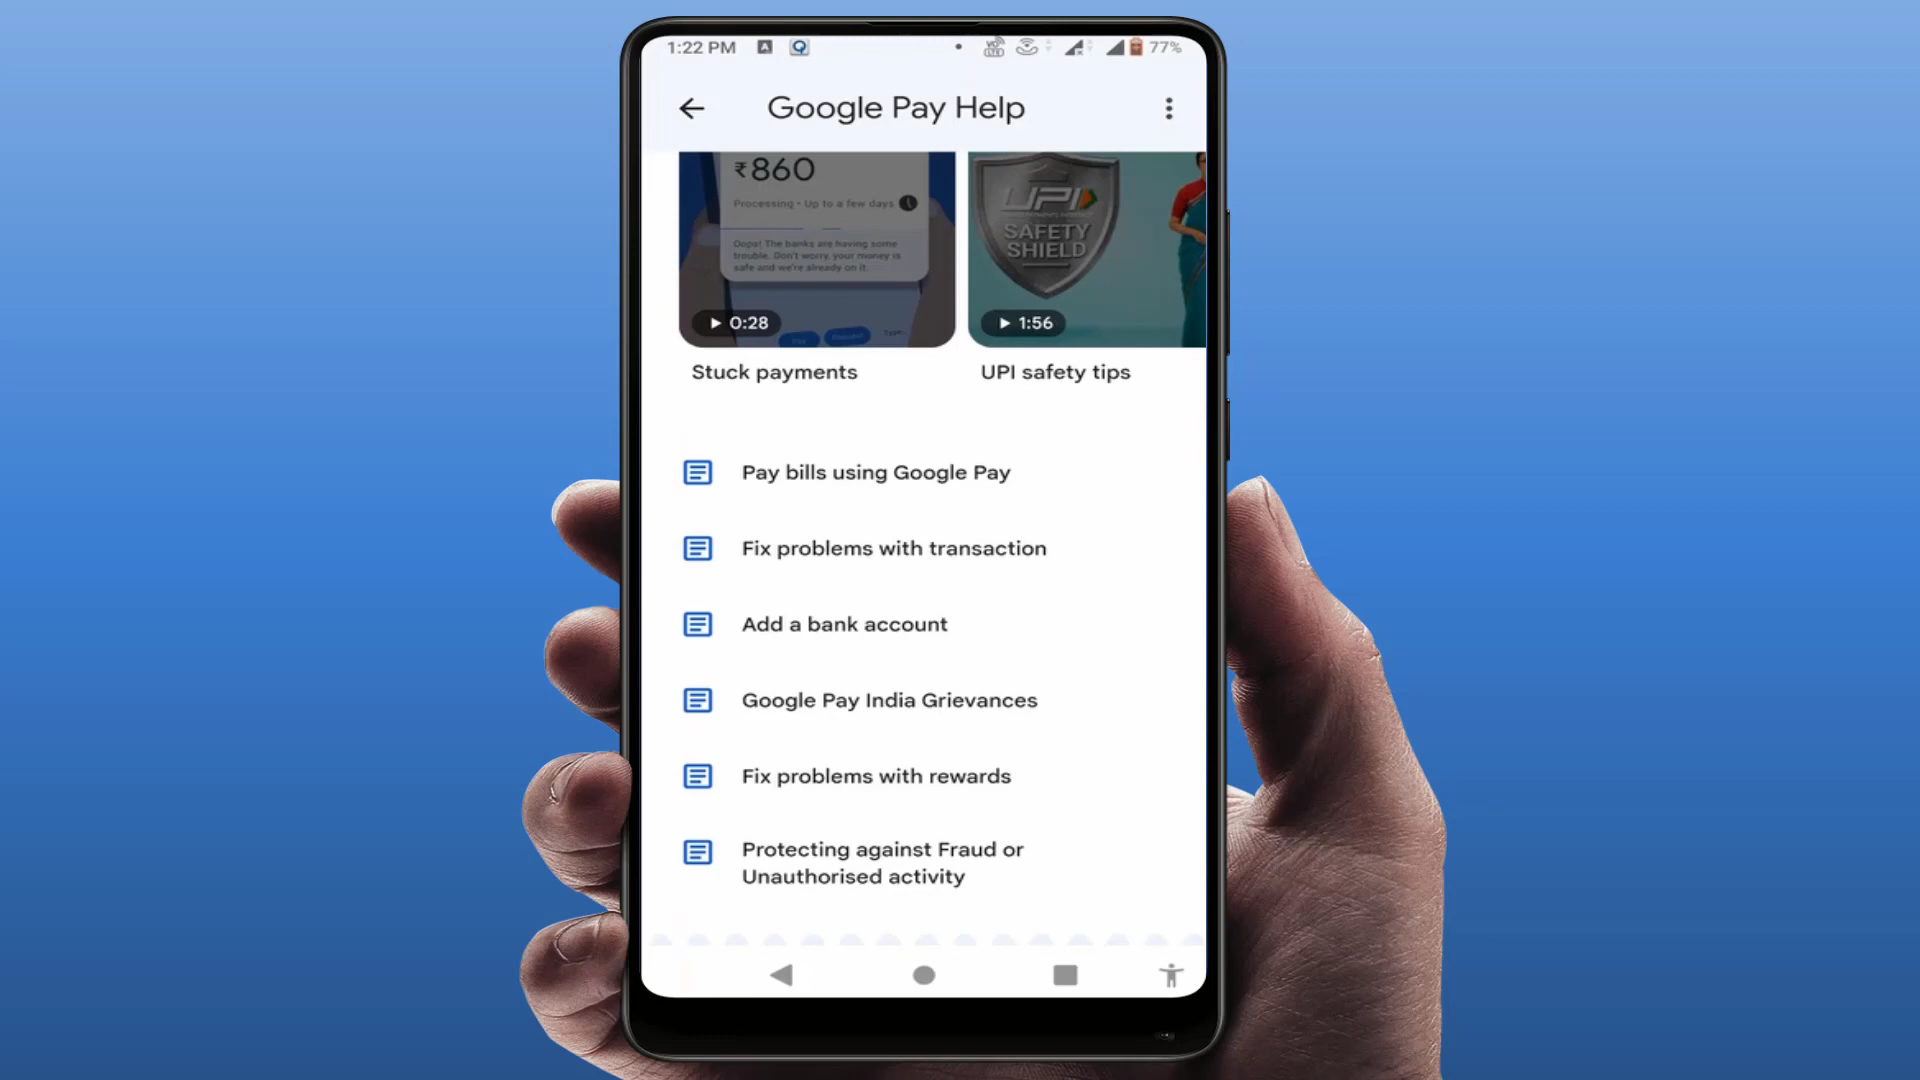 1:22 PM
77%
Google Pay Help
₹860
Processing • Up to a few days
Oops! The banks are having some
trouble. Don't worry, your money is
safe and we're already on it.
Pay
0:28
UPI
SAFETY
SHIELD
1:56
Stuck payments
UPI safety tips
Pay bills using Google Pay
Fix problems with transaction
Add a bank account
Google Pay India Grievances
Fix problems with rewards
Protecting against Fraud or
Unauthorised activity